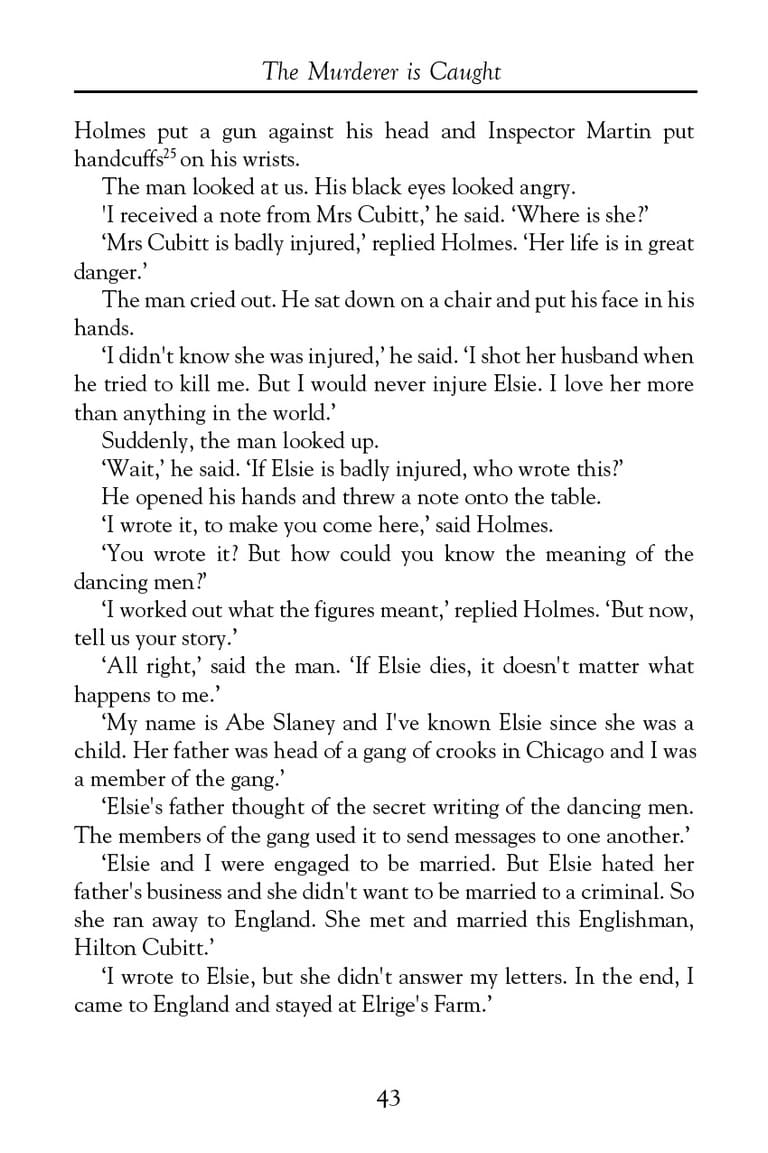 The Murderer is Caught
Holmes put a gun against his head and Inspector Martin put
handcuffs²⁵ on his wrists.
The man looked at us. His black eyes looked angry.
'I received a note from Mrs Cubitt,’ he said. ‘Where is she?’
‘Mrs Cubitt is badly injured,’ replied Holmes. ‘Her life is in great
danger.’
The man cried out. He sat down on a chair and put his face in his
hands.
‘I didn't know she was injured,’ he said. ‘I shot her husband when
he tried to kill me. But I would never injure Elsie. I love her more
than anything in the world.’
Suddenly, the man looked up.
‘Wait,’ he said. ‘If Elsie is badly injured, who wrote this?’
He opened his hands and threw a note onto the table.
‘I wrote it, to make you come here,’ said Holmes.
‘You wrote it? But how could you know the meaning of the
dancing men?’
‘I worked out what the figures meant,’ replied Holmes. ‘But now,
tell us your story.’
‘All right,’ said the man. ‘If Elsie dies, it doesn't matter what
happens to me.’
‘My name is Abe Slaney and I've known Elsie since she was a
child. Her father was head of a gang of crooks in Chicago and I was
a member of the gang.’
‘Elsie's father thought of the secret writing of the dancing men.
The members of the gang used it to send messages to one another.’
‘Elsie and I were engaged to be married. But Elsie hated her
father's business and she didn't want to be married to a criminal. So
she ran away to England. She met and married this Englishman,
Hilton Cubitt.’
‘I wrote to Elsie, but she didn't answer my letters. In the end, I
came to England and stayed at Elrige's Farm.’
43